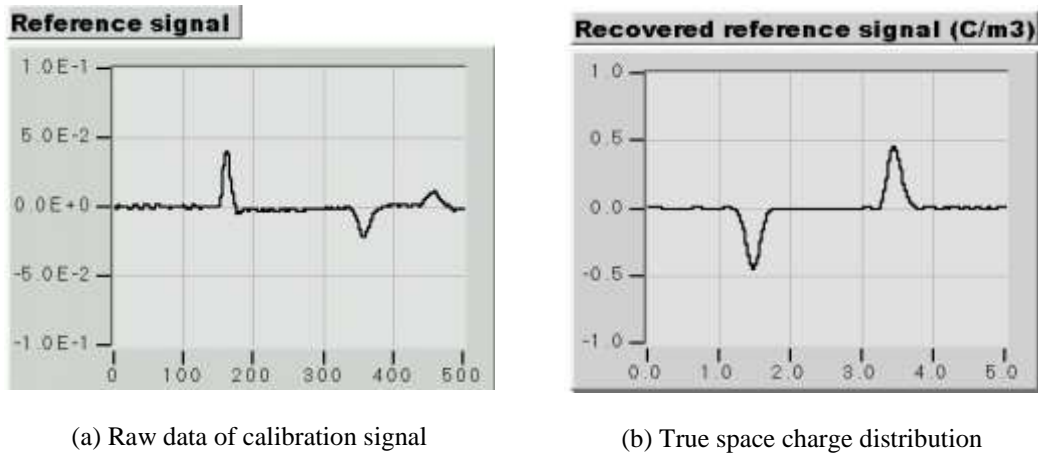 Reference signal
1.0E-1
5.0E-2
0.0E+0
-5.0E-2
-1.0E-1
0 100 200 300 400 500
(a) Raw data of calibration signal
Recovered reference signal (C/m3)
1.0
0.5
0.0
-0.5
-1.0
0.0 1.0 2.0 3.0 4.0 5.0
(b) True space charge distribution